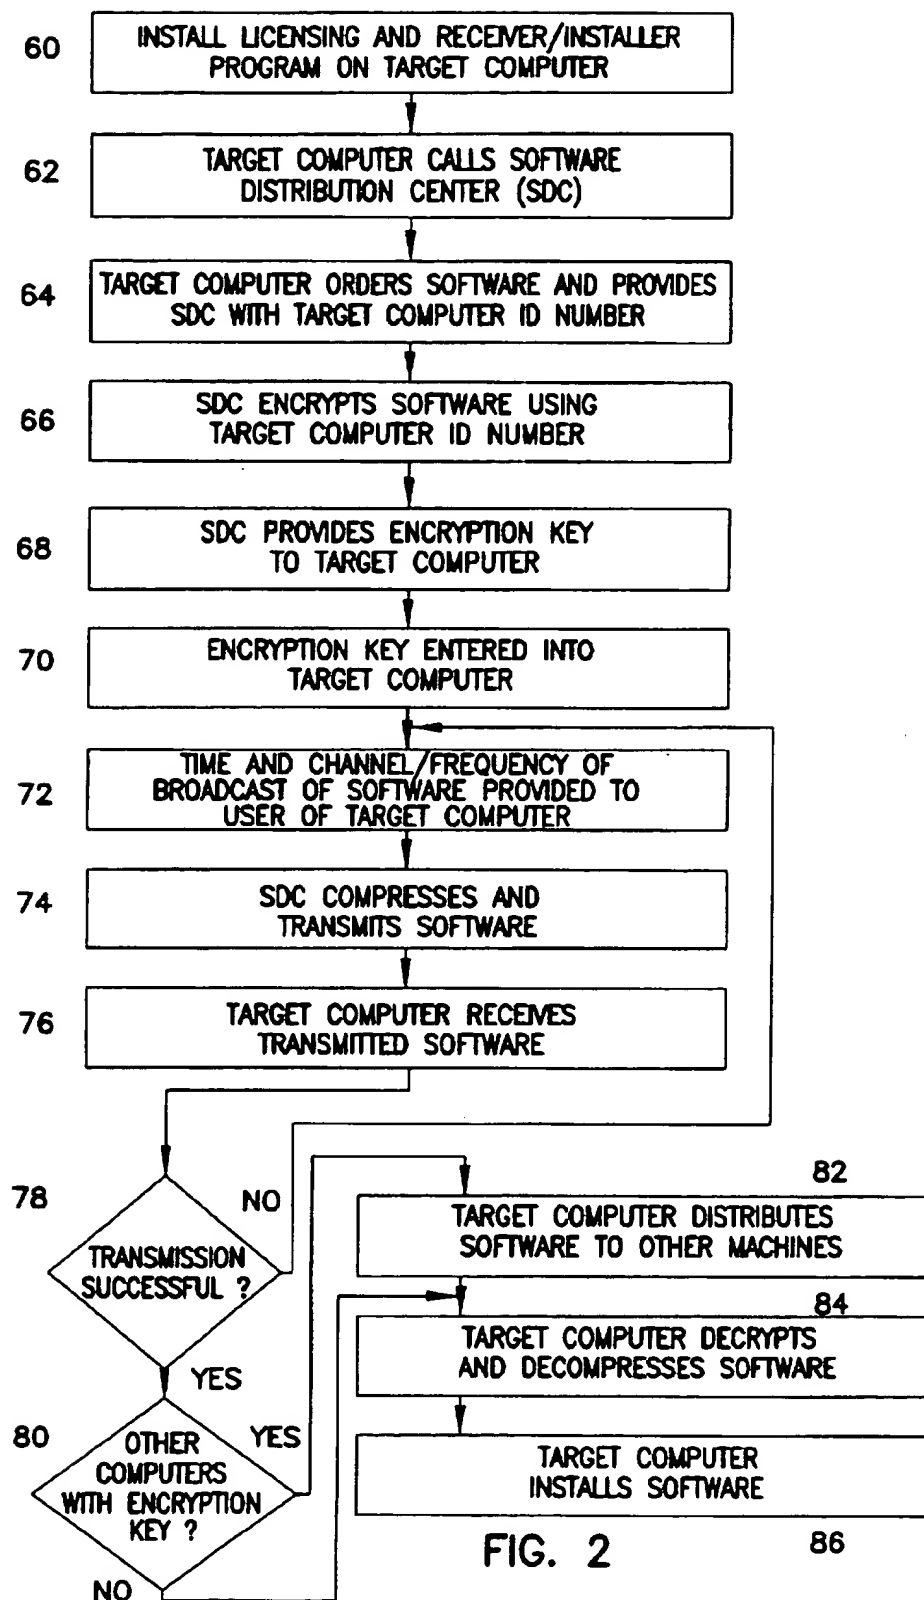 60
INSTALL LICENSING AND RECEIVER/INSTALLER
PROGRAM ON TARGET COMPUTER
62
TARGET COMPUTER CALLS SOFTWARE
DISTRIBUTION CENTER (SDC)
64
TARGET COMPUTER ORDERS SOFTWARE AND PROVIDES
SDC WITH TARGET COMPUTER ID NUMBER
66
SDC ENCRYPTS SOFTWARE USING
TARGET COMPUTER ID NUMBER
68
SDC PROVIDES ENCRYPTION KEY
TO TARGET COMPUTER
70
ENCRYPTION KEY ENTERED INTO
TARGET COMPUTER
72
TIME AND CHANNEL/FREQUENCY OF
BROADCAST OF SOFTWARE PROVIDED TO
USER OF TARGET COMPUTER
74
SDC COMPRESSES AND
TRANSMITS SOFTWARE
76
TARGET COMPUTER RECEIVES
TRANSMITTED SOFTWARE
78
NO
TRANSMISSION
SUCCESSFUL ?
YES
82
TARGET COMPUTER DISTRIBUTES
SOFTWARE TO OTHER MACHINES
84
TARGET COMPUTER DECRYPTS
AND DECOMPRESSES SOFTWARE
80
YES
OTHER
COMPUTERS
WITH ENCRYPTION
KEY ?
NO
TARGET COMPUTER
INSTALLS SOFTWARE
86
FIG. 2